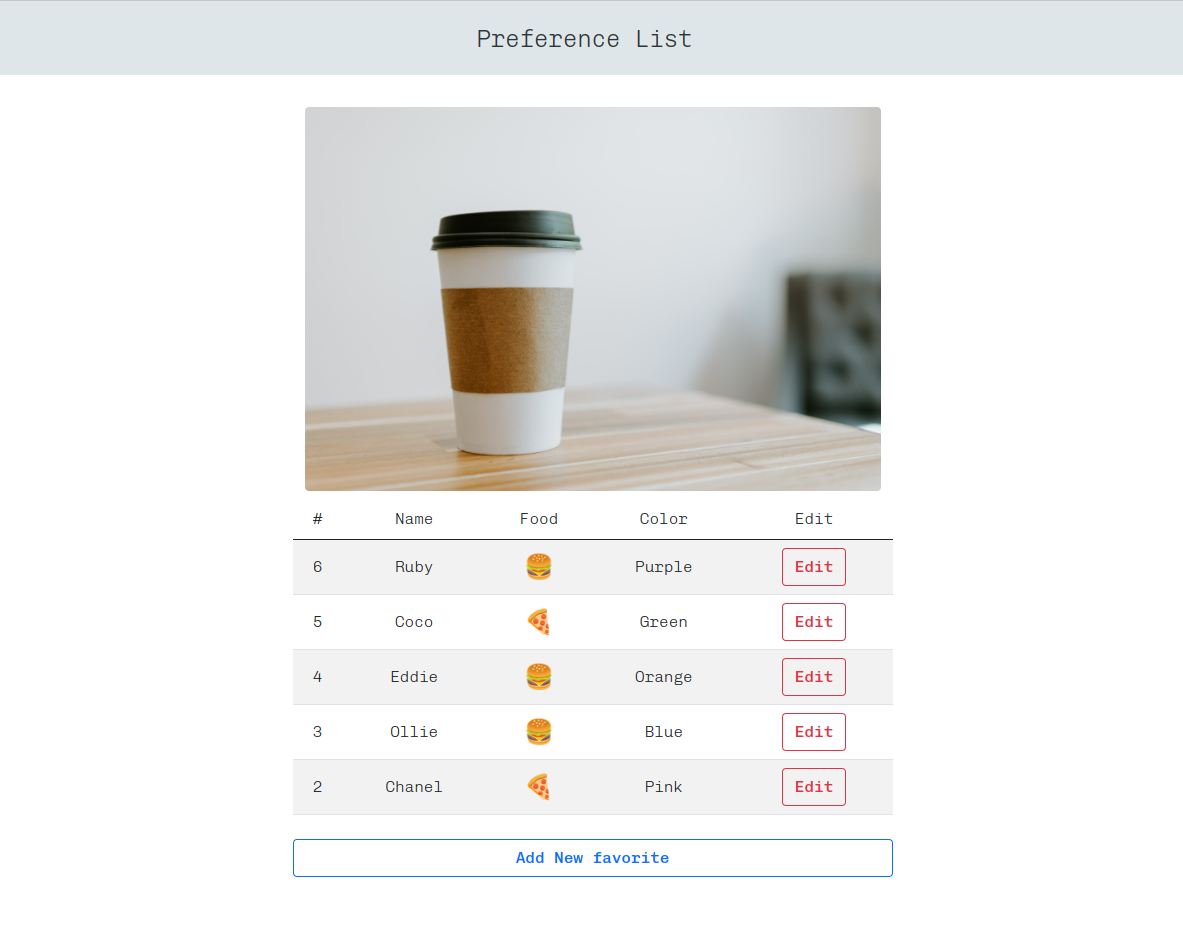 Preference List
# Name Food Color Edit
6 Ruby 🍔 Purple Edit
5 Coco 🍕 Green Edit
4 Eddie 🍔 Orange Edit
3 Ollie 🍔 Blue Edit
2 Chanel 🍕 Pink Edit
Add New favorite